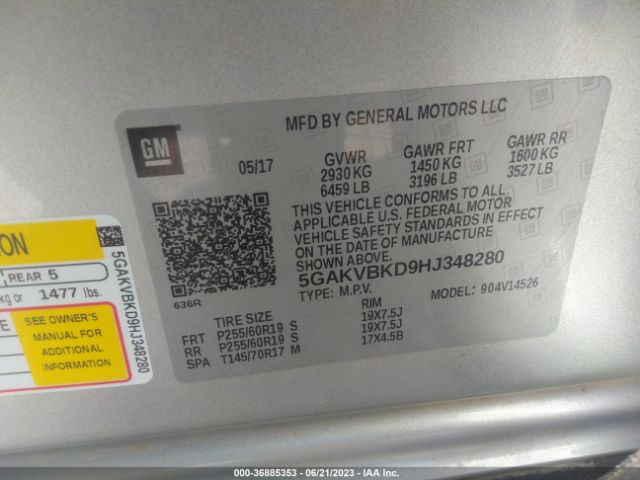 MFD BY GENERAL MOTORS LLC
GM
05/17
GVWR
2930 KG
6459 LB
GAWR FRT
1450 KG
3196 LB
GAWR RR
1600 KG
3527 LB
THIS VEHICLE CONFORMS TO ALL
APPLICABLE U.S. FEDERAL MOTOR
VEHICLE SAFETY STANDARDS IN EFFECT
ON THE DATE OF MANUFACTURE
SHOWN ABOVE.
5GAKVBKD9HJ348280
TYPE: M.P.V.
MODEL: 904V14526
636R
TIRE SIZE RIM
FRT P255/60R19 S 19X7.5J
RR P255/60R19 S 19X7.5J
SPA T145/70R17 M 17X4.5B
REAR 5
kg or 1477 lbs.
SEE OWNER'S
MANUAL FOR
ADDITIONAL
INFORMATION
5GAKVBKD9HJ348280
© Stock #: 36885353 - 06/21/2023 - IAA Inc.